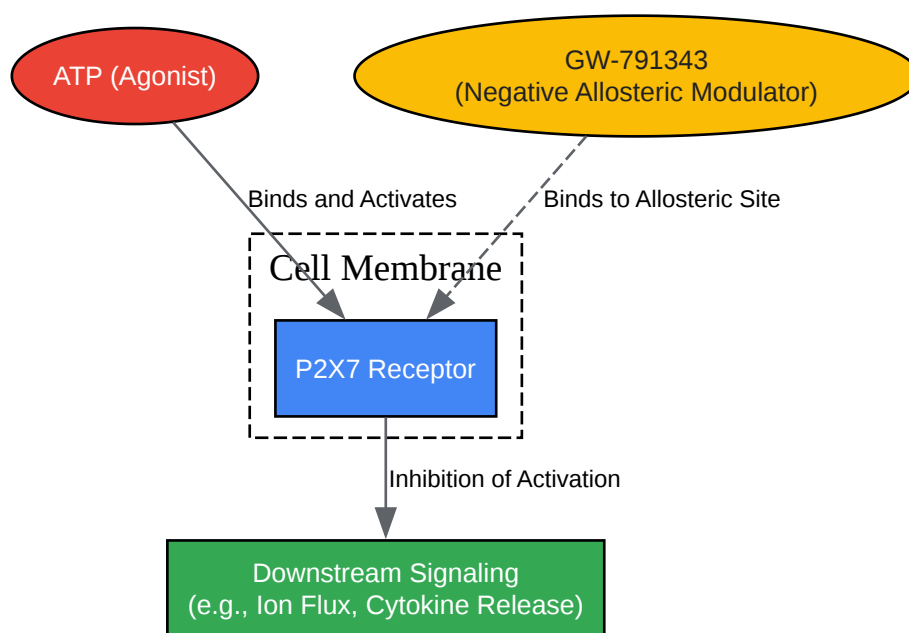 ATP (Agonist)
GW-791343
(Negative Allosteric Modulator)
Binds and Activates
Binds to Allosteric Site
Cell Membrane
P2X7 Receptor
Inhibition of Activation
Downstream Signaling
(e.g., Ion Flux, Cytokine Release)